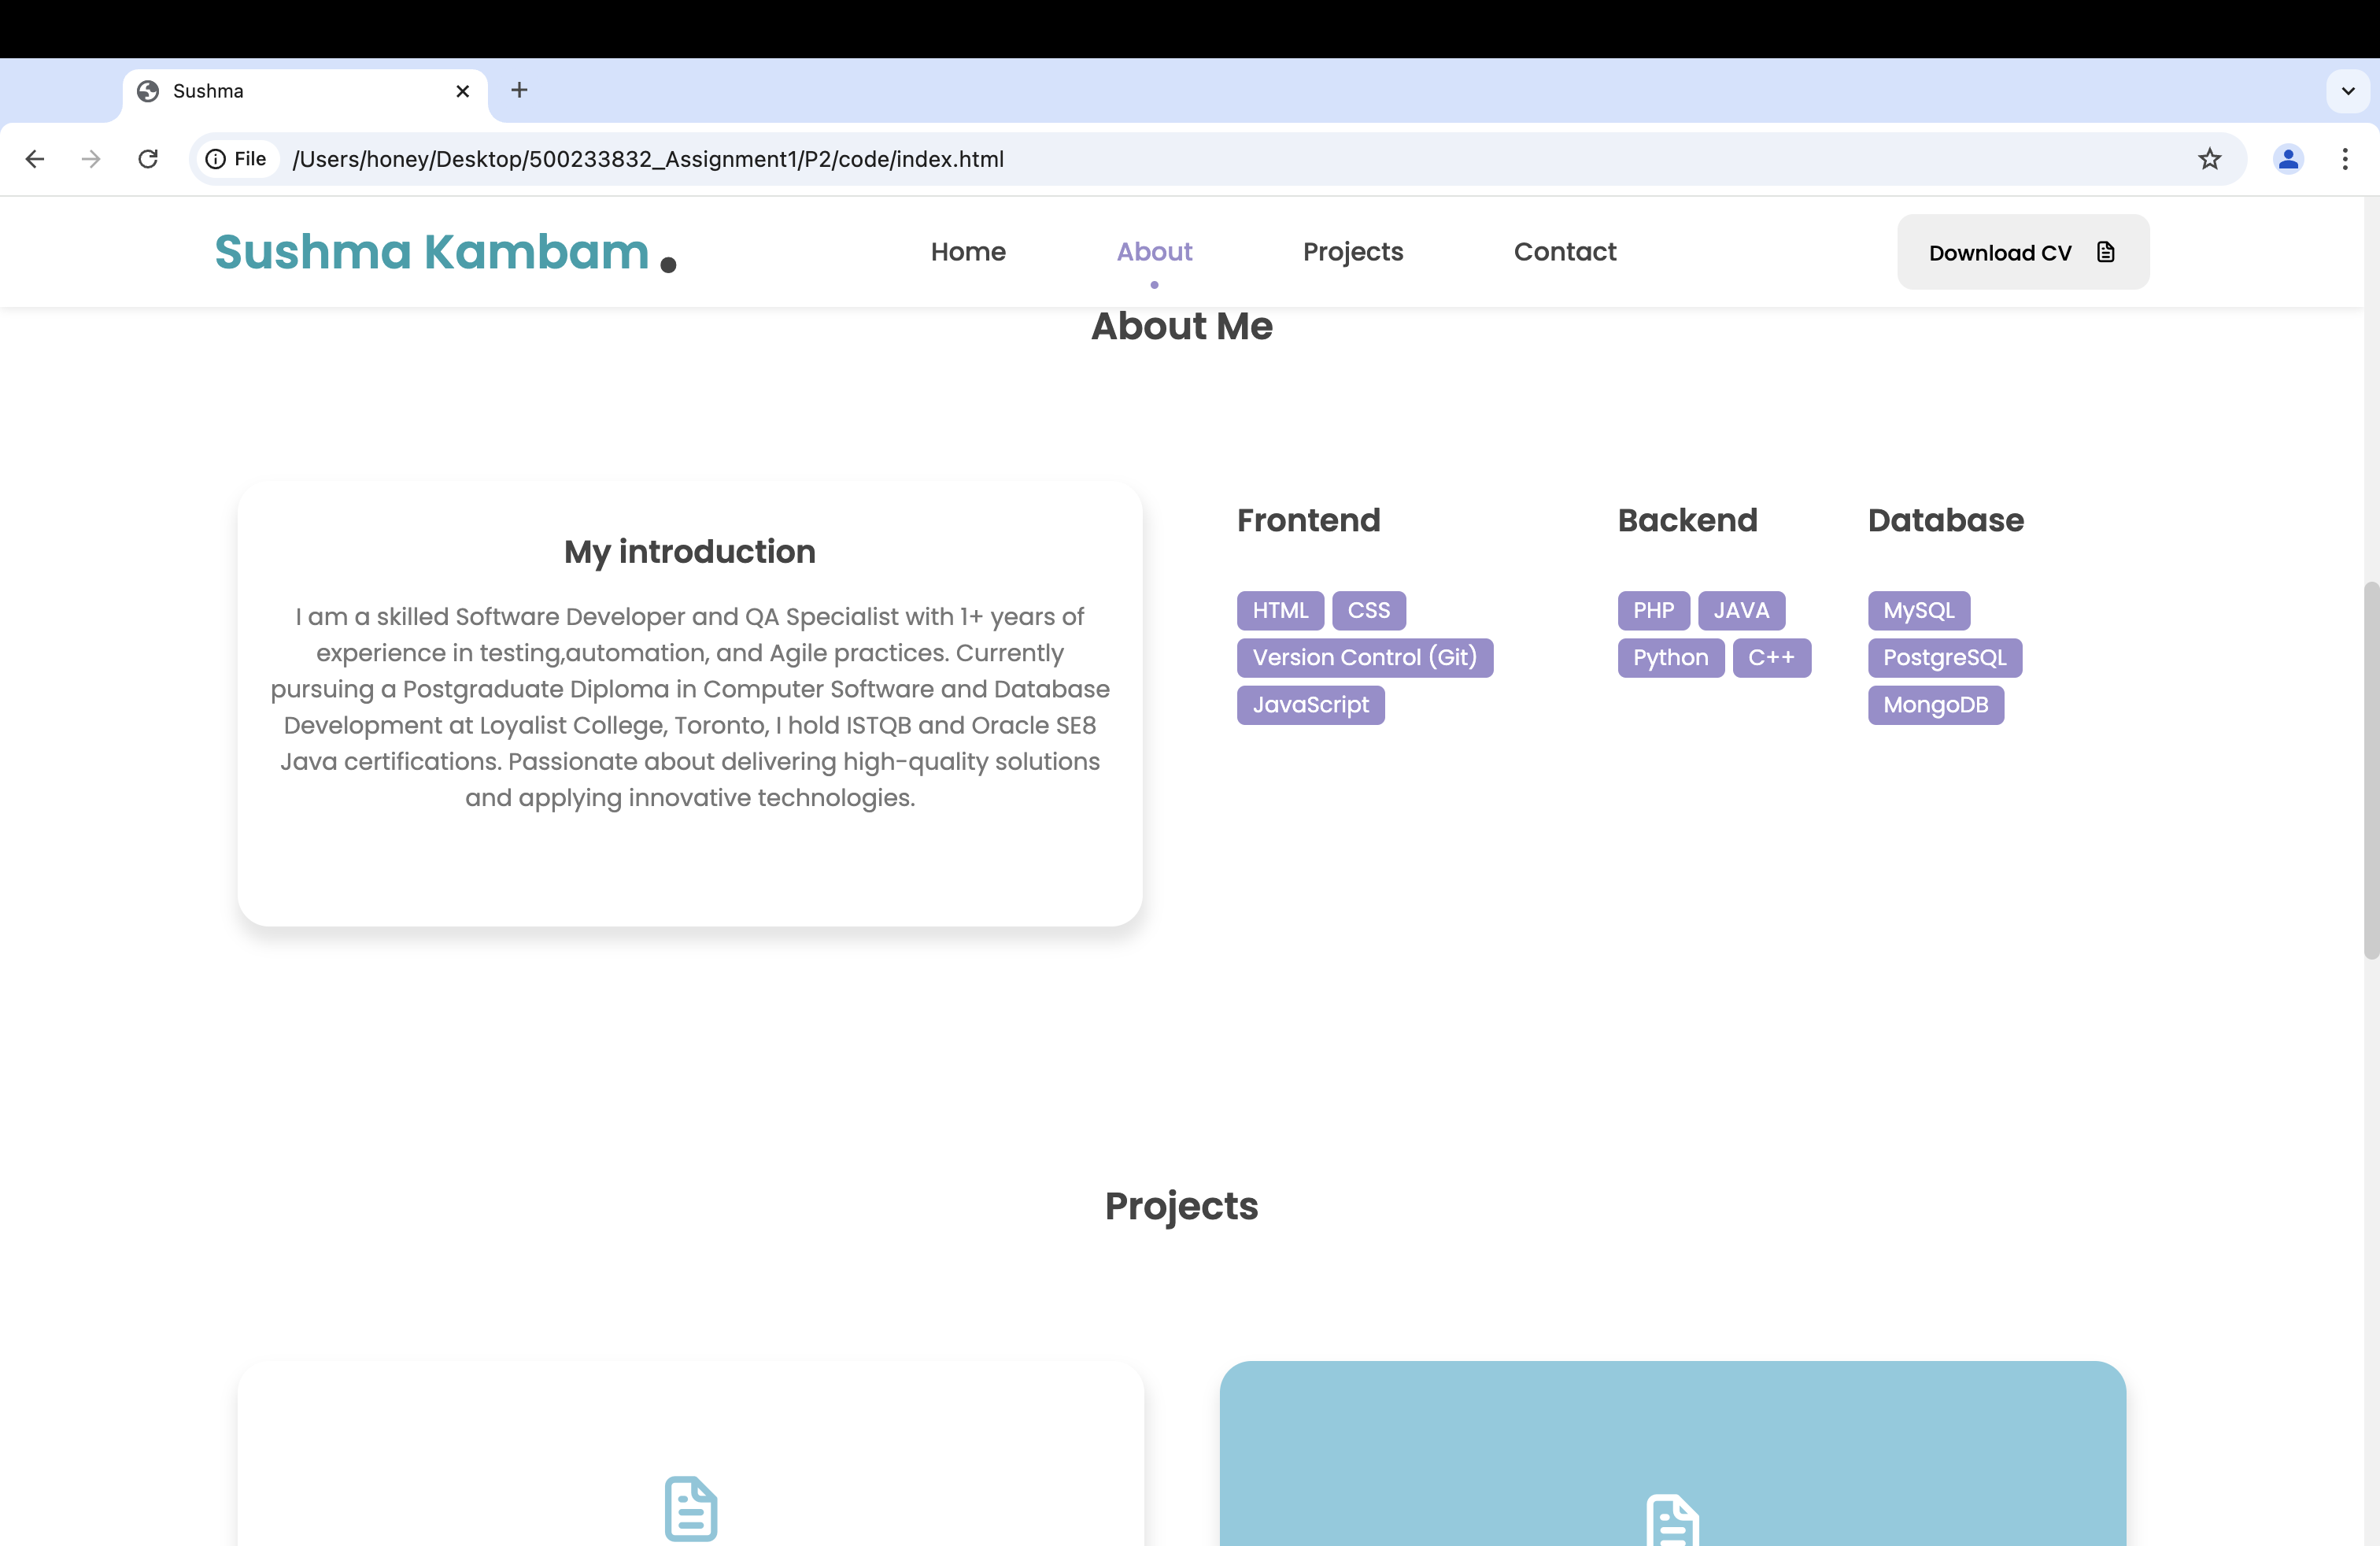 Sushma
File /Users/honey/Desktop/500233832_Assignment1/P2/code/index.html
Sushma Kambam.
Home
About
Projects
Contact
Download CV
About Me
My introduction
I am a skilled Software Developer and QA Specialist with 1+ years of
experience in testing,automation, and Agile practices. Currently
pursuing a Postgraduate Diploma in Computer Software and Database
Development at Loyalist College, Toronto, I hold ISTQB and Oracle SE8
Java certifications. Passionate about delivering high-quality solutions
and applying innovative technologies.
Frontend
HTML CSS
Version Control (Git)
JavaScript
Backend
PHP JAVA
Python C++
Database
MySQL
PostgreSQL
MongoDB
Projects